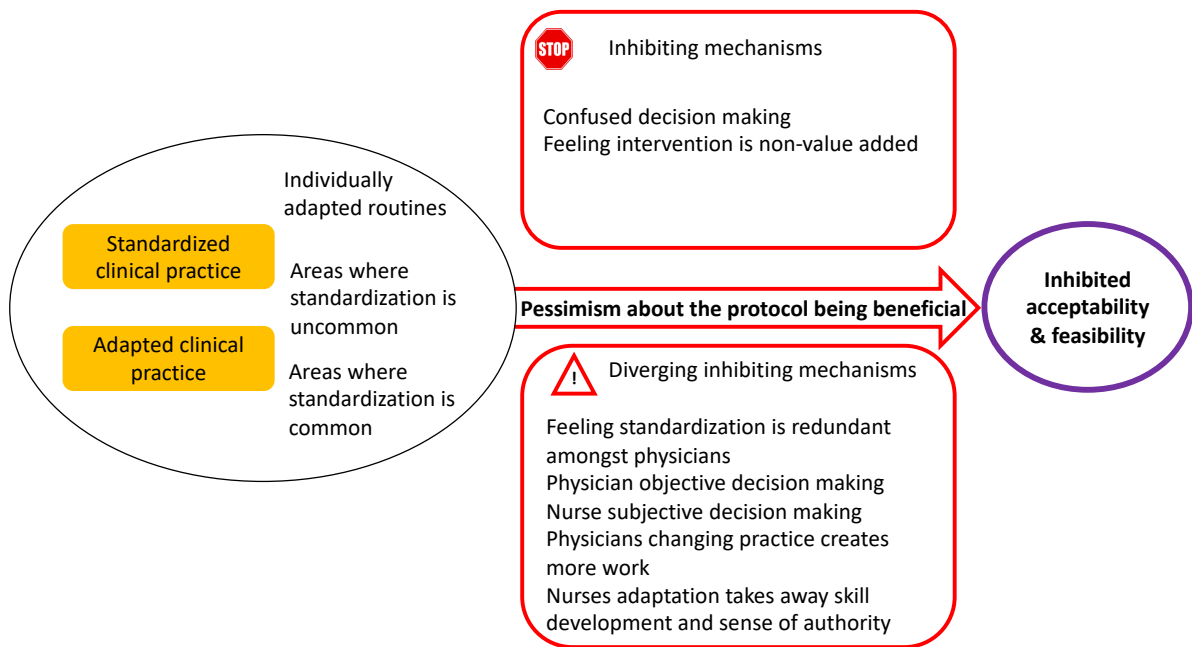 STOP
Inhibiting mechanisms
Confused decision making
Feeling intervention is non-value added
Individually
adapted routines
Standardized
clinical practice
Areas where
standardization is
uncommon
Adapted clinical
practice
Areas where
standardization is
common
Pessimism about the protocol being beneficial
Inhibited
acceptability
& feasibility
!
Diverging inhibiting mechanisms
Feeling standardization is redundant
amongst physicians
Physician objective decision making
Nurse subjective decision making
Physicians changing practice creates
more work
Nurses adaptation takes away skill
development and sense of authority